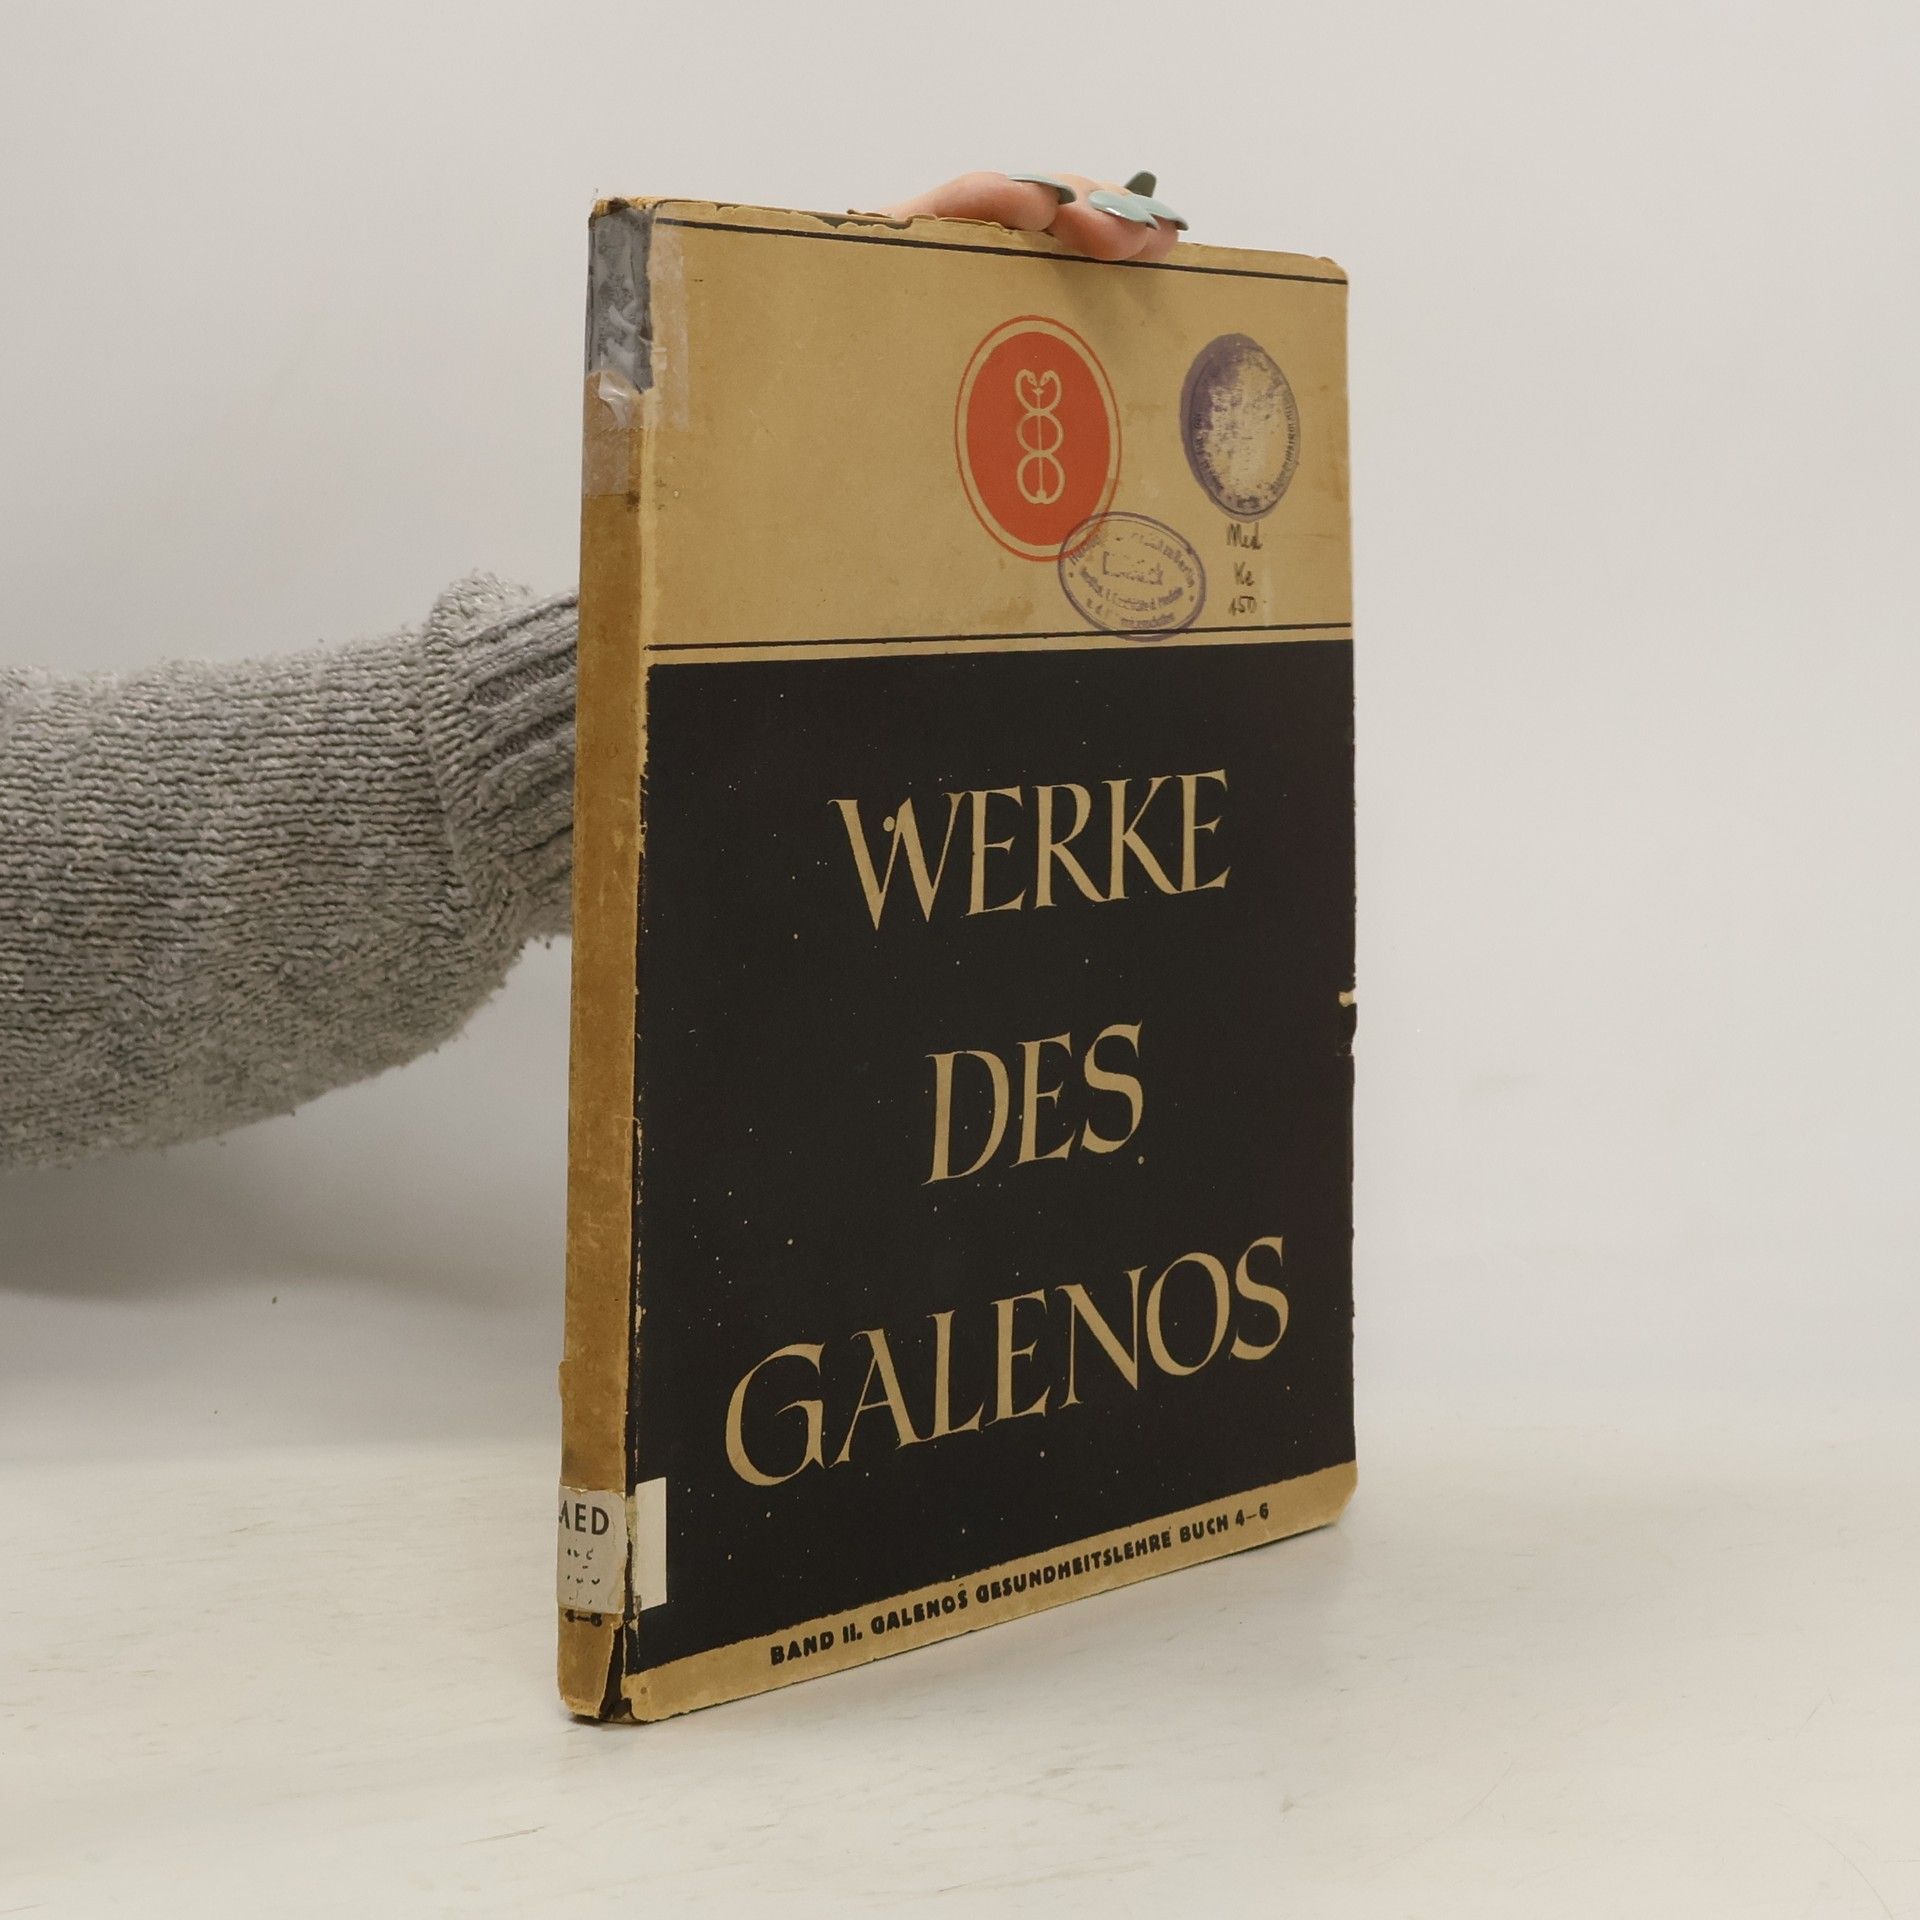 Med
Ke
150
WERKE
DES
GALENOS
BAND II. GALENOS GESUNDHEITSLEHRE BUCH 4-6
MED
4-6